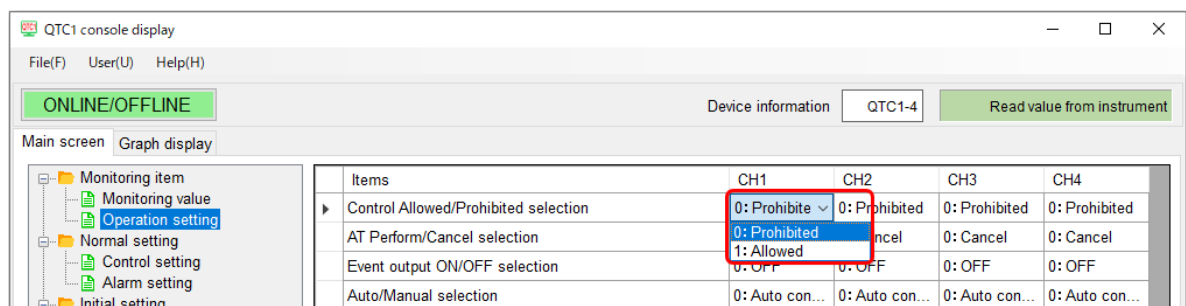 QTC1 console display
File(F) User(U) Help(H)
ONLINE/OFFLINE Device information QTC1-4 Read value from instrument
Main screen Graph display
Monitoring item
Monitoring value
Operation setting
Normal setting
Control setting
Alarm setting
Initial setting
Items CH1 CH2 CH3 CH4
Control Allowed/Prohibited selection 0: Prohibite 0: Prohibited 0: Prohibited 0: Prohibited
0: Prohibited
1: Allowed
AT Perform/Cancel selection ncel 0: Cancel 0: Cancel
Event output ON/OFF selection 0: OFF 0: OFF 0: OFF 0: OFF
Auto/Manual selection 0: Auto con... 0: Auto con... 0: Auto con... 0: Auto con...